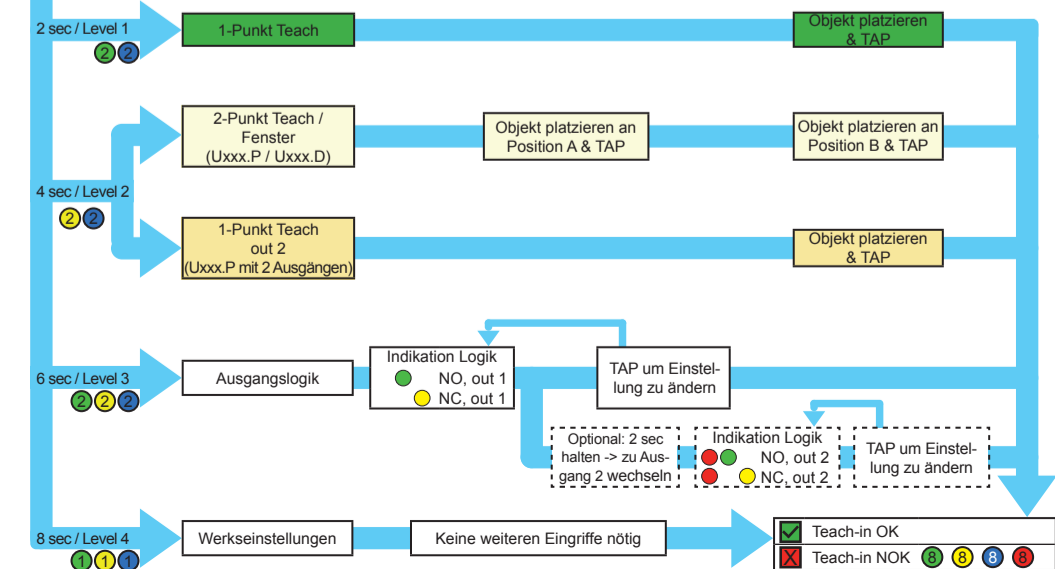 2 sec / Level 1
2 2
1-Punkt Teach
Objekt platzieren
& TAP
4 sec / Level 2
2 2
2-Punkt Teach /
Fenster
(Uxxx.P / Uxxx.D)
Objekt platzieren an
Position A & TAP
Objekt platzieren an
Position B & TAP
1-Punkt Teach
out 2
(Uxxx.P mit 2 Ausgängen)
Objekt platzieren
& TAP
6 sec / Level 3
2 2 2
Ausgangslogik
Indikation Logik
NO, out 1
NC, out 1
TAP um Einstel-
lung zu ändern
Optional: 2 sec
halten -> zu Aus-
gang 2 wechseln
Indikation Logik
NO, out 2
NC, out 2
TAP um Einstel-
lung zu ändern
8 sec / Level 4
1 1 1
Werkseinstellungen
Keine weiteren Eingriffe nötig
Teach-in OK
X Teach-in NOK 8 8 8 8